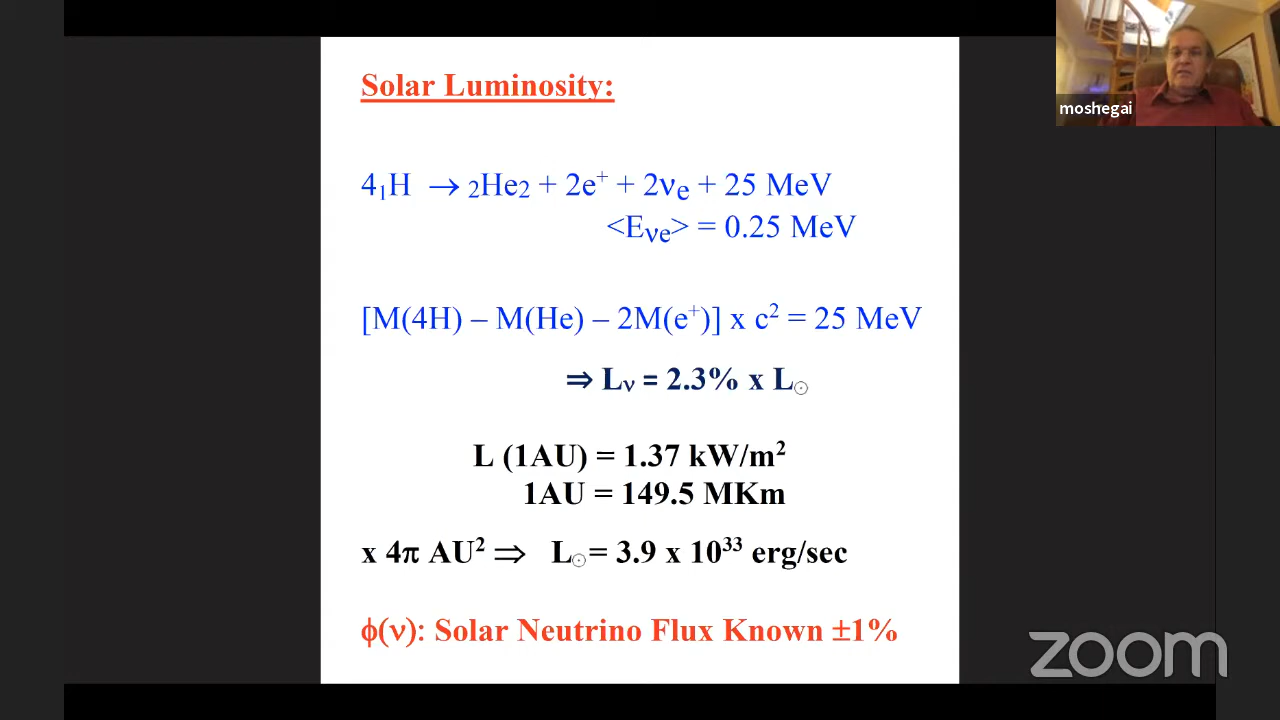 Solar Luminosity:
4₁H → ₂He₂ + 2e⁺ + 2νₑ + 25 MeV
<Eνₑ> = 0.25 MeV
[M(4H) – M(He) – 2M(e⁺)] x c² = 25 MeV
⇒ Lᵥ = 2.3% x L☉
L (1AU) = 1.37 kW/m²
1AU = 149.5 MKm
x 4π AU² ⇒ L☉ = 3.9 x 10³³ erg/sec
ϕ(ν): Solar Neutrino Flux Known ±1%
moshegai
zoom